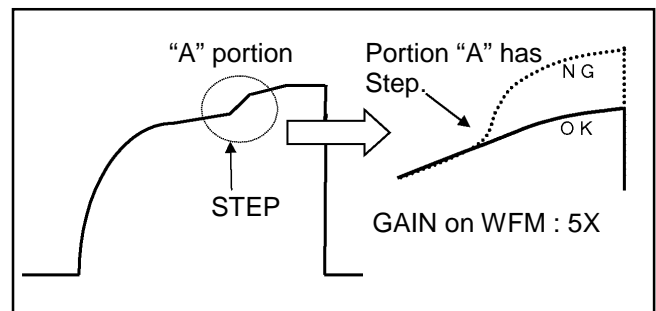 “A” portion
STEP
Portion “A” has
Step.
NG
OK
GAIN on WFM : 5X